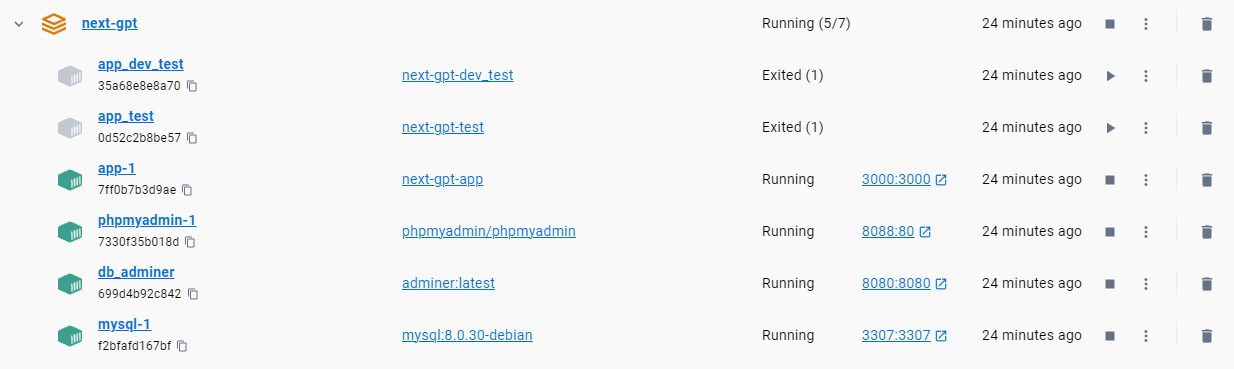 next-gpt Running (5/7) 24 minutes ago
app_dev_test
35a68e8e8a70 next-gpt-dev_test Exited (1) 24 minutes ago
app_test
0d52c2b8be57 next-gpt-test Exited (1) 24 minutes ago
app-1
7ff0b7b3d9ae next-gpt-app Running 3000:3000 24 minutes ago
phpmyadmin-1
7330f35b018d phpmyadmin/phpmyadmin Running 8088:80 24 minutes ago
db_adminer
699d4b92c842 adminer:latest Running 8080:8080 24 minutes ago
mysql-1
f2bfafd167bf mysql:8.0.30-debian Running 3307:3307 24 minutes ago